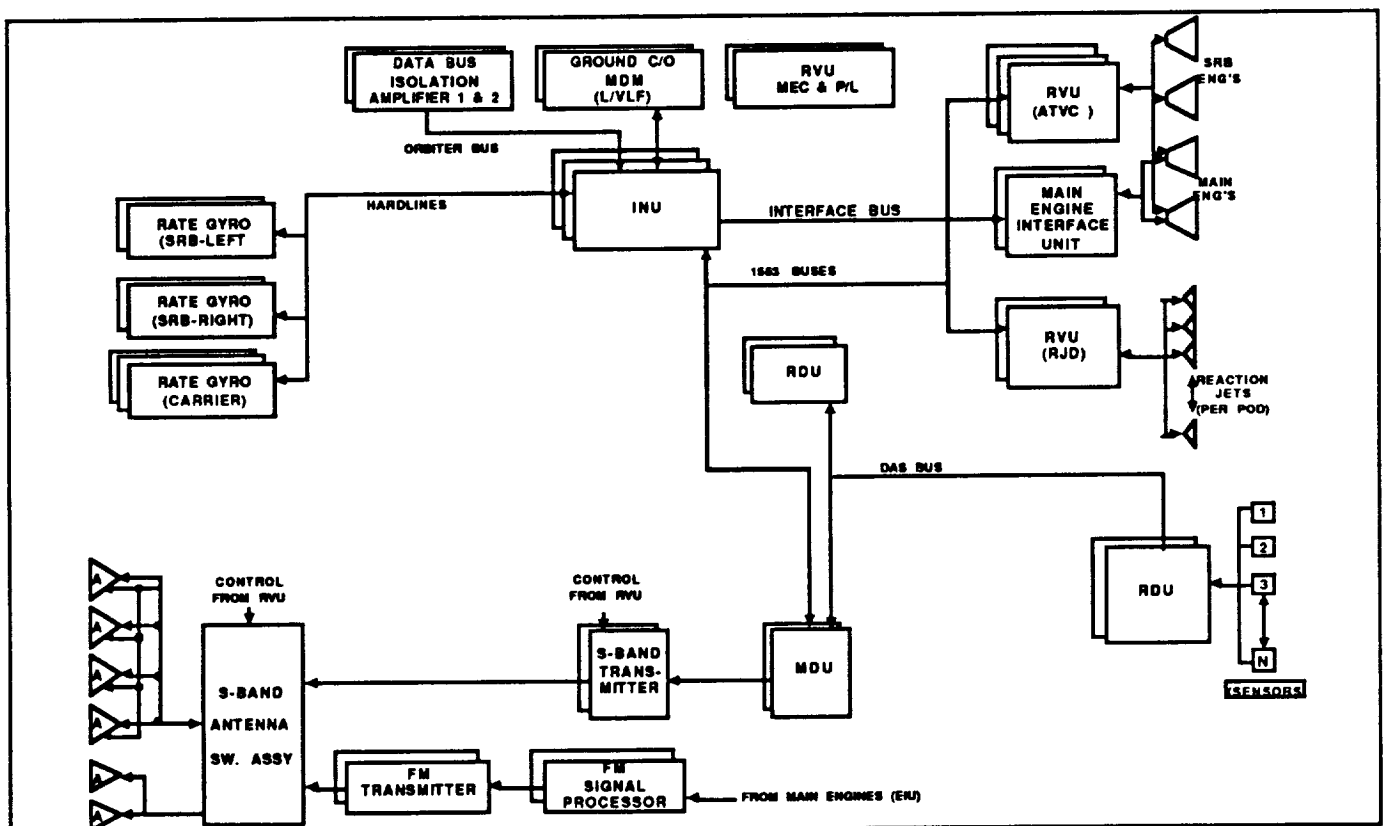 DATA BUS
ISOLATION
AMPLIFIER 1 & 2
GROUND C/O
MDM
(L/VLF)
RVU
MEC & P/L
RVU
(ATVC )
SRB
ENG'S
ORBITER BUS
INU
HARDLINES
INTERFACE BUS
MAIN
ENGINE
INTERFACE
UNIT
MAIN
ENG'S
RATE GYRO
(SRB-LEFT
RATE GYRO
(SRB-RIGHT)
RATE GYRO
(CARRIER)
1553 BUSES
RVU
(RJD)
REACTION
JETS
(PER POD)
RDU
DAS BUS
RDU
1
2
3
N
(SENSORS)
A
A
A
A
A
A
CONTROL
FROM RVU
S-BAND
ANTENNA
SW. ASSY
CONTROL
FROM RVU
S-BAND
TRANS-
MITTER
MDU
FM
TRANSMITTER
FM
SIGNAL
PROCESSOR
FROM MAIN ENGINES (EIU)